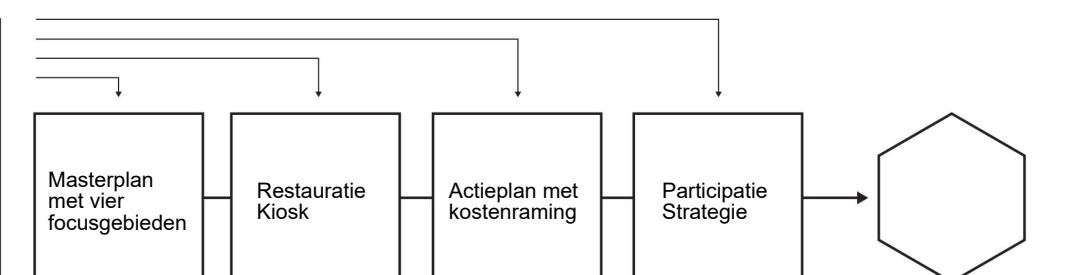 Masterplan
met vier
focusgebieden
Restauratie
Kiosk
Actieplan met
kostenraming
Participatie
Strategie